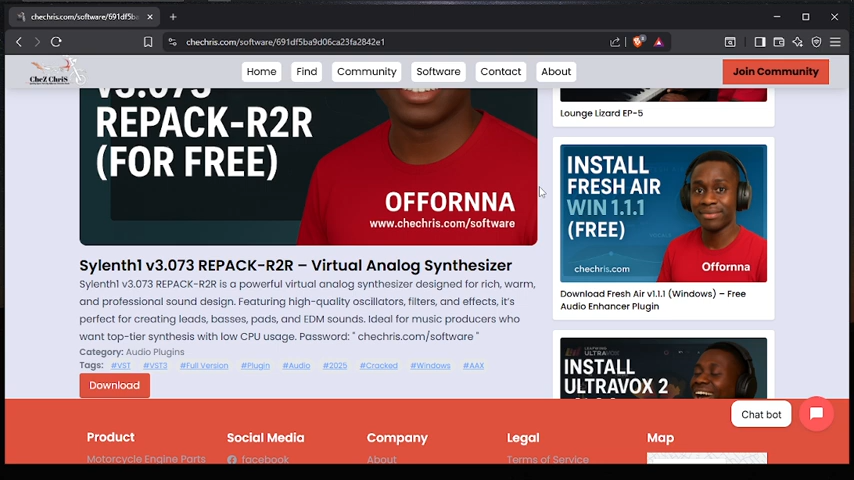 chechris.com/software/691df5ba
chechris.com/software/691df5ba9d06ca23fa2842e1
CheZ ChriS
Home
Find
Community
Software
Contact
About
Join Community
v3.073
REPACK-R2R
(FOR FREE)
OFFORNNA
www.chechris.com/software
Sylenth1 v3.073 REPACK-R2R – Virtual Analog Synthesizer
Sylenth1 v3.073 REPACK-R2R is a powerful virtual analog synthesizer designed for rich, warm,
and professional sound design. Featuring high-quality oscillators, filters, and effects, it's
perfect for creating leads, basses, pads, and EDM sounds. Ideal for music producers who
want top-tier synthesis with low CPU usage. Password: " chechris.com/software "
Category: Audio Plugins
Tags: #VST #VST3 #Full Version #Plugin #Audio #2025 #Cracked #Windows #AAX
Download
Lounge Lizard EP-5
INSTALL
FRESH AIR
WIN 1.1.1
(FREE)
chechris.com
Offornna
Download Fresh Air v1.1.1 (Windows) – Free
Audio Enhancer Plugin
INSTALL
ULTRAVOX 2
Chat bot
Product
Social Media
Company
Legal
Map
Motorcycle Engine Parts
facebook
About
Terms of Service